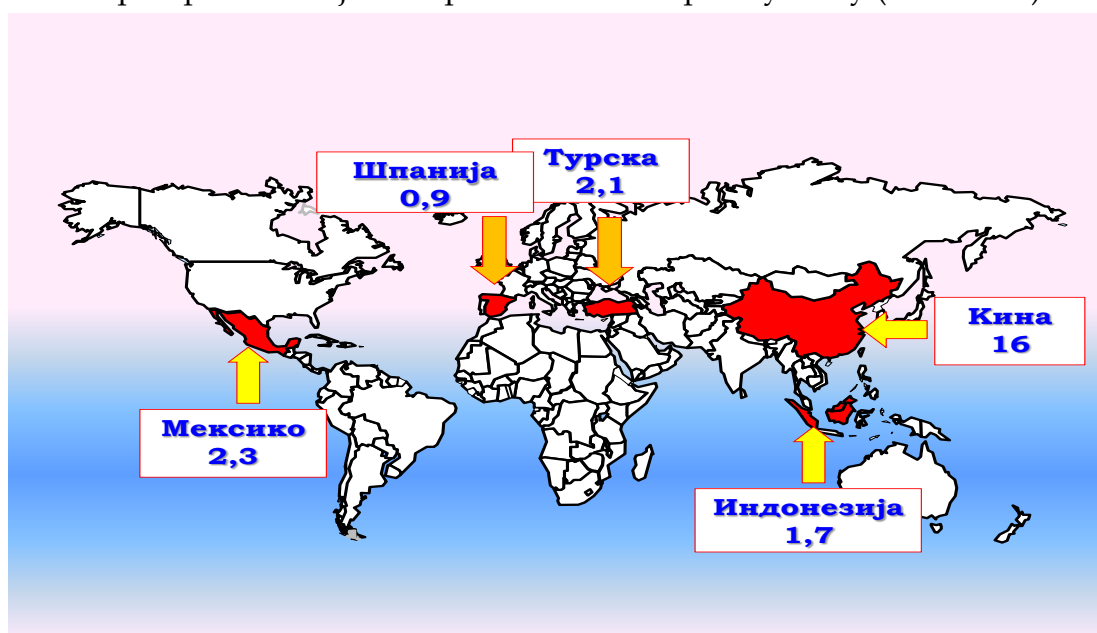 Шпанија
0,9
Турска
2,1
Кина
16
Мексико
2,3
Индонезија
1,7